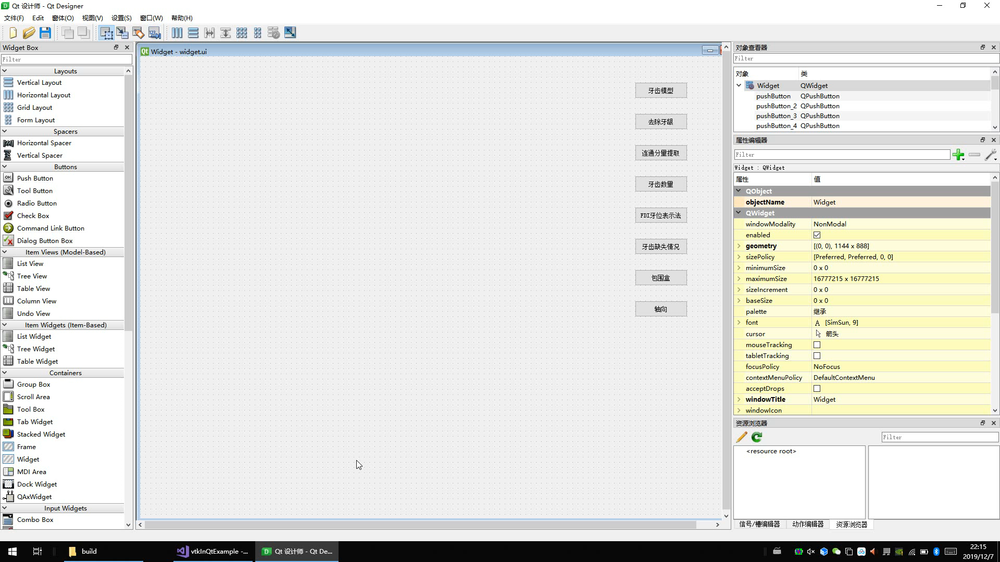 Qt 设计师 - Qt Designer
文件(F) Edit 窗体(O) 视图(V) 设置(S) 窗口(W) 帮助(H)
Widget Box
Filter
Layouts
Vertical Layout
Horizontal Layout
Grid Layout
Form Layout
Spacers
Horizontal Spacer
Vertical Spacer
Buttons
Push Button
Tool Button
Radio Button
Check Box
Command Link Button
Dialog Button Box
Item Views (Model-Based)
List View
Tree View
Table View
Column View
Undo View
Item Widgets (Item-Based)
List Widget
Tree Widget
Table Widget
Containers
Group Box
Scroll Area
Tool Box
Tab Widget
Stacked Widget
Frame
Widget
MDI Area
Dock Widget
QAxWidget
Input Widgets
Combo Box
Widget - widget.ui
牙齿模型
去除牙龈
连通分量提取
牙齿数量
FDI牙位表示法
牙齿缺失情况
包围盒
轴向
对象查看器
Filter
对象 类
Widget QWidget
pushButton QPushButton
pushButton_2 QPushButton
pushButton_3 QPushButton
pushButton_4 QPushButton
属性编辑器
Filter
Widget : QWidget
属性 值
QObject
objectName Widget
QWidget
windowModality NonModal
enabled
geometry [(0, 0), 1144 x 888]
sizePolicy [Preferred, Preferred, 0, 0]
minimumSize 0 x 0
maximumSize 16777215 x 16777215
sizeIncrement 0 x 0
baseSize 0 x 0
palette 继承
font A [SimSun, 9]
cursor 箭头
mouseTracking
tabletTracking
focusPolicy NoFocus
contextMenuPolicy DefaultContextMenu
acceptDrops
windowTitle Widget
windowIcon
资源浏览器
Filter
<resource root>
信号/槽编辑器 动作编辑器 资源浏览器
build
vtkInQtExample -...
Qt 设计师 - Qt De...
22:15
2019/12/7